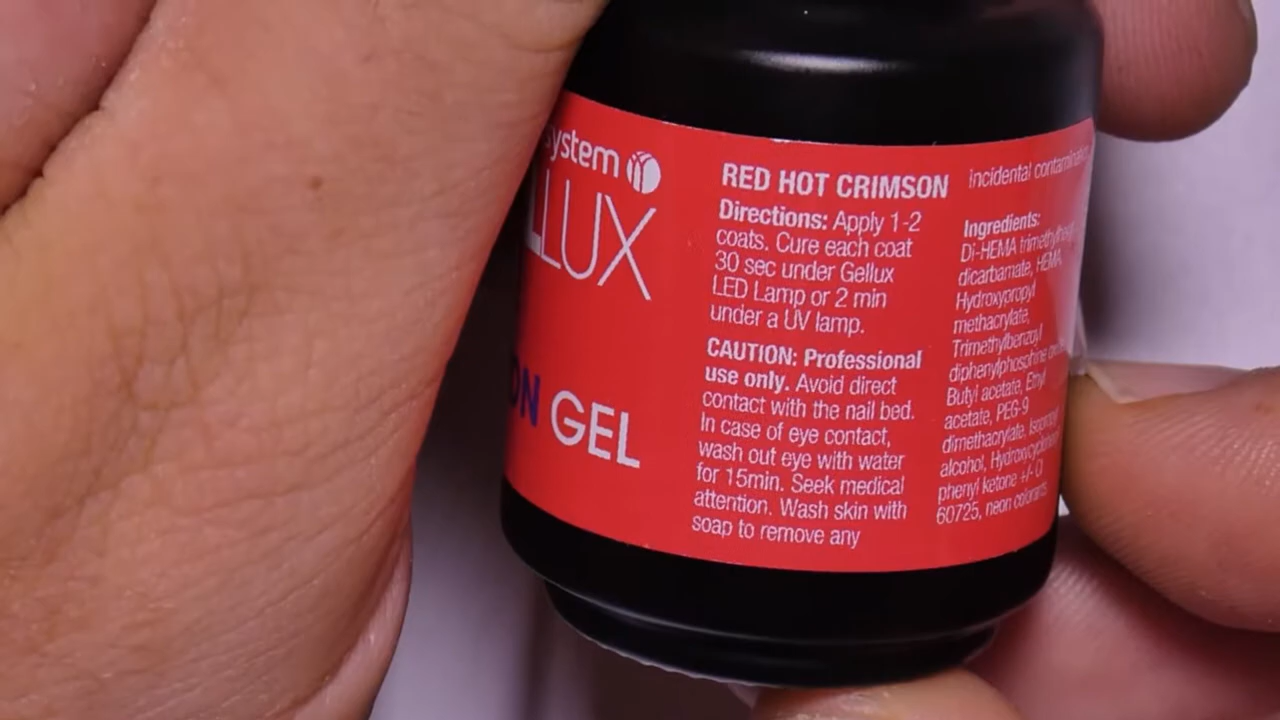 system
LLUX
ON GEL
RED HOT CRIMSON
Directions: Apply 1-2
coats. Cure each coat
30 sec under Gellux
LED Lamp or 2 min
under a UV lamp.
CAUTION: Professional
use only. Avoid direct
contact with the nail bed.
In case of eye contact,
wash out eye with water
for 15min. Seek medical
attention. Wash skin with
soap to remove any
incidental
Ingredients:
Di-HEMA
dicarbamate, HEMA,
Hydroxypropyl
methacrylate,
Trimethylbenzoyl
diphenylphosphine
Butyl acetate, Ethyl
acetate, PEG-9
dimethacrylate, Isopropyl
alcohol,
phenyl ketone +/- CI
60725, neon colorants